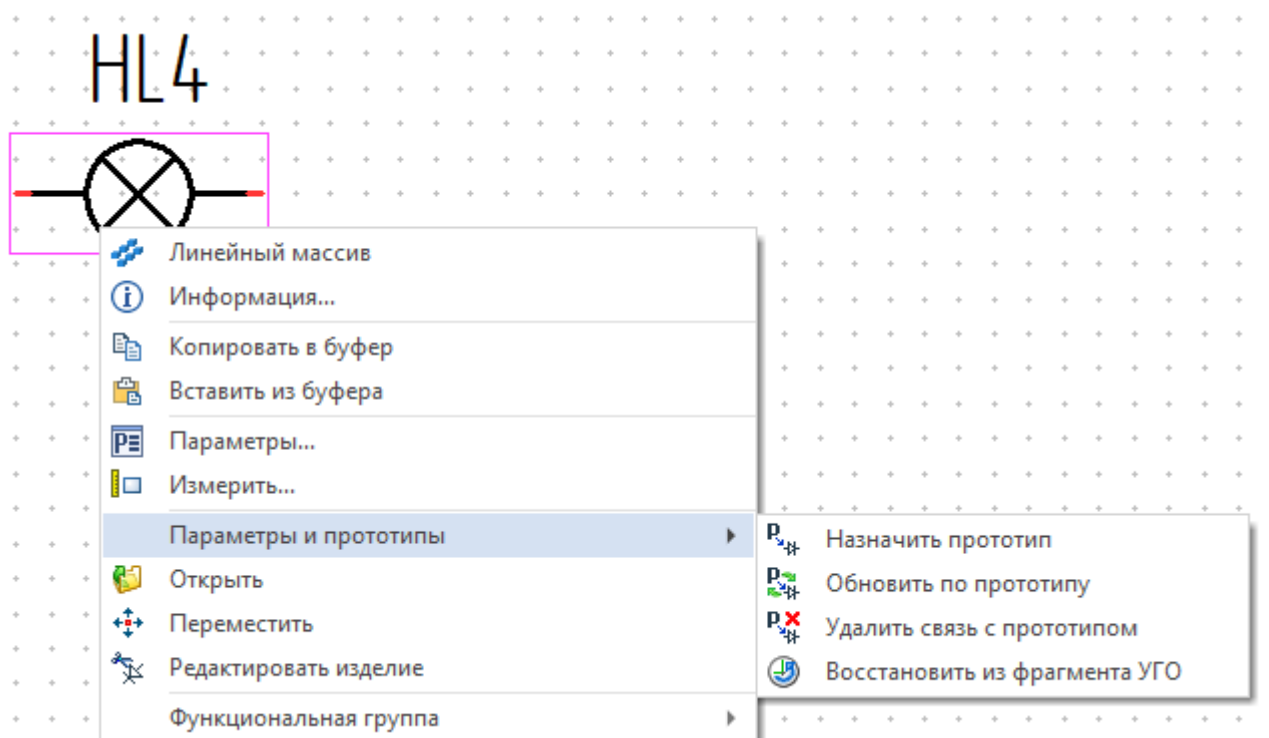 HL4
Линейный массив
Информация...
Копировать в буфер
Вставить из буфера
Параметры...
Измерить...
Параметры и прототипы
Назначить прототип
Обновить по прототипу
Удалить связь с прототипом
Восстановить из фрагмента УГО
Открыть
Переместить
Редактировать изделие
Функциональная группа